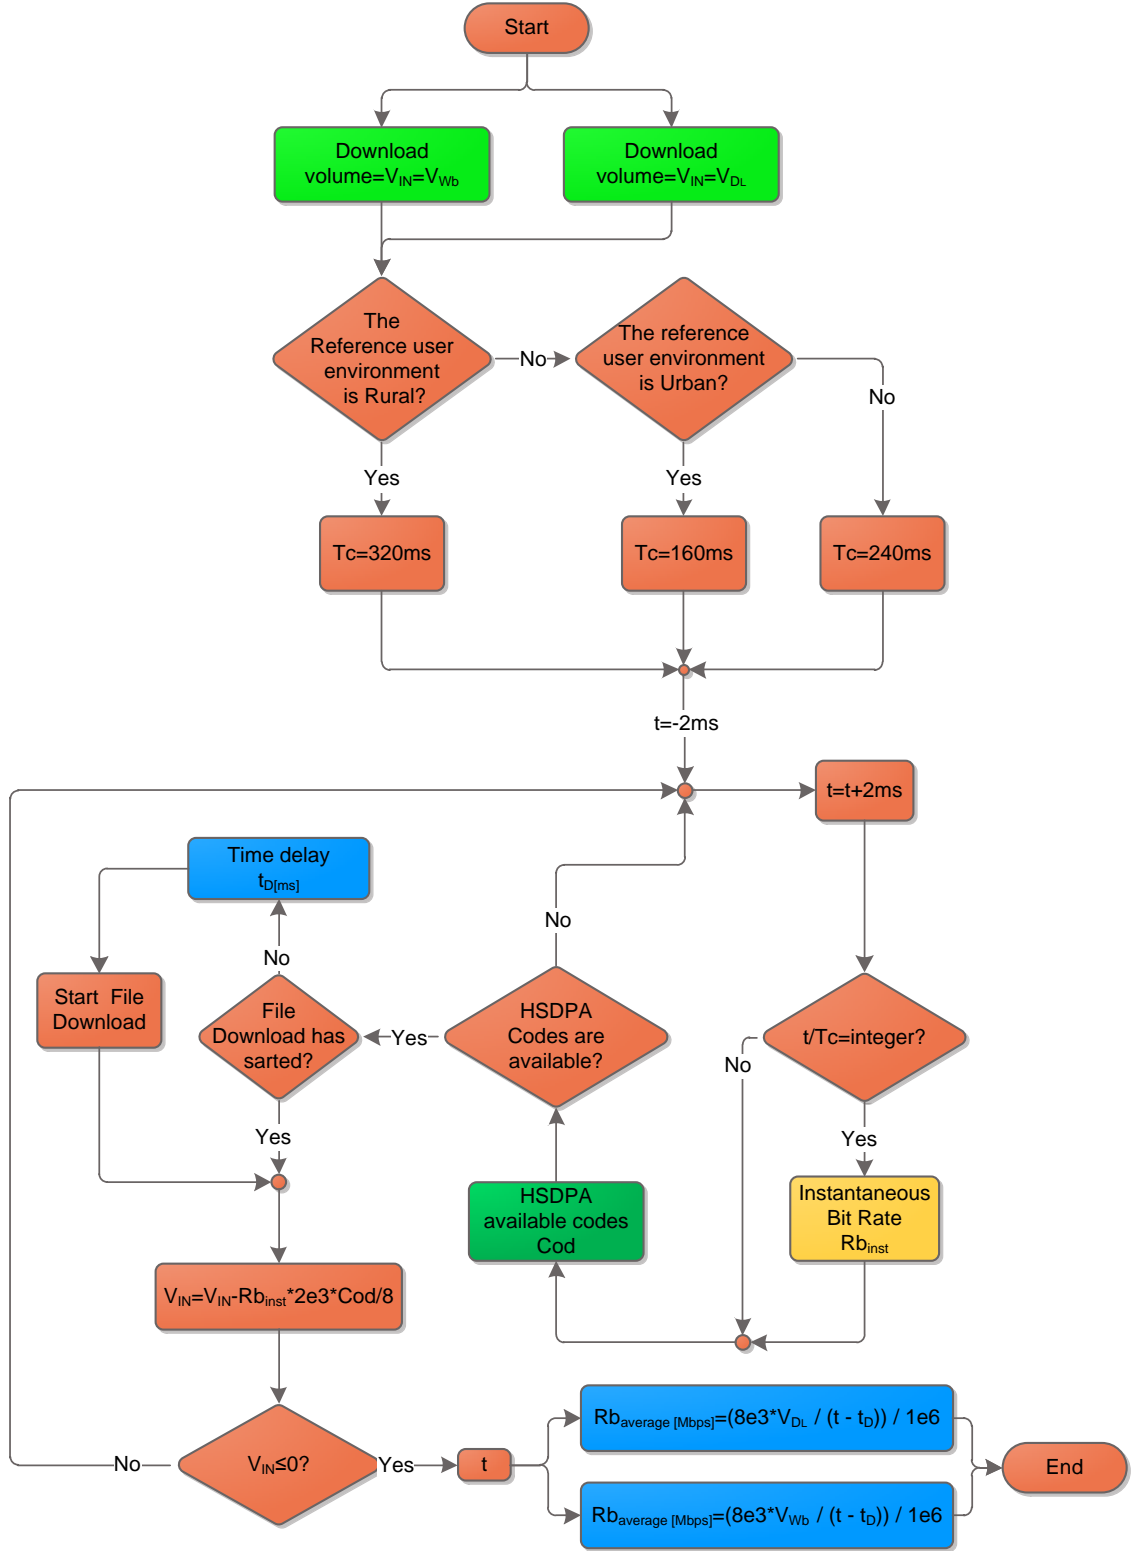 Start
Download
volume=V_IN=V_Wb
Download
volume=V_IN=V_DL
The
Reference user
environment
is Rural?
No
The reference
user environment
is Urban?
No
Yes
Yes
Tc=320ms
Tc=160ms
Tc=240ms
t=-2ms
t=t+2ms
Time delay
t_D[ms]
No
No
Start File
Download
File
Download has
sarted?
Yes
HSDPA
Codes are
available?
t/Tc=integer?
No
Yes
Yes
HSDPA
available codes
Cod
Instantaneous
Bit Rate
Rb_inst
V_IN=V_IN-Rb_inst*2e3*Cod/8
Rb_average [Mbps]=(8e3*V_DL / (t - t_D)) / 1e6
No
V_IN≤0?
Yes
t
End
Rb_average [Mbps]=(8e3*V_Wb / (t - t_D)) / 1e6